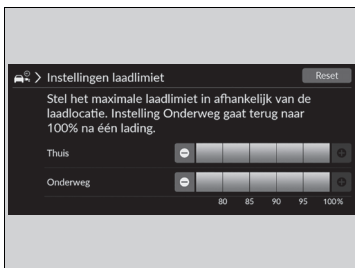 Instellingen laadlimiet
Reset
Stel het maximale laadlimiet in afhankelijk van de
laadlocatie. Instelling Onderweg gaat terug naar
100% na één lading.
Thuis
Onderweg
80 85 90 95 100%